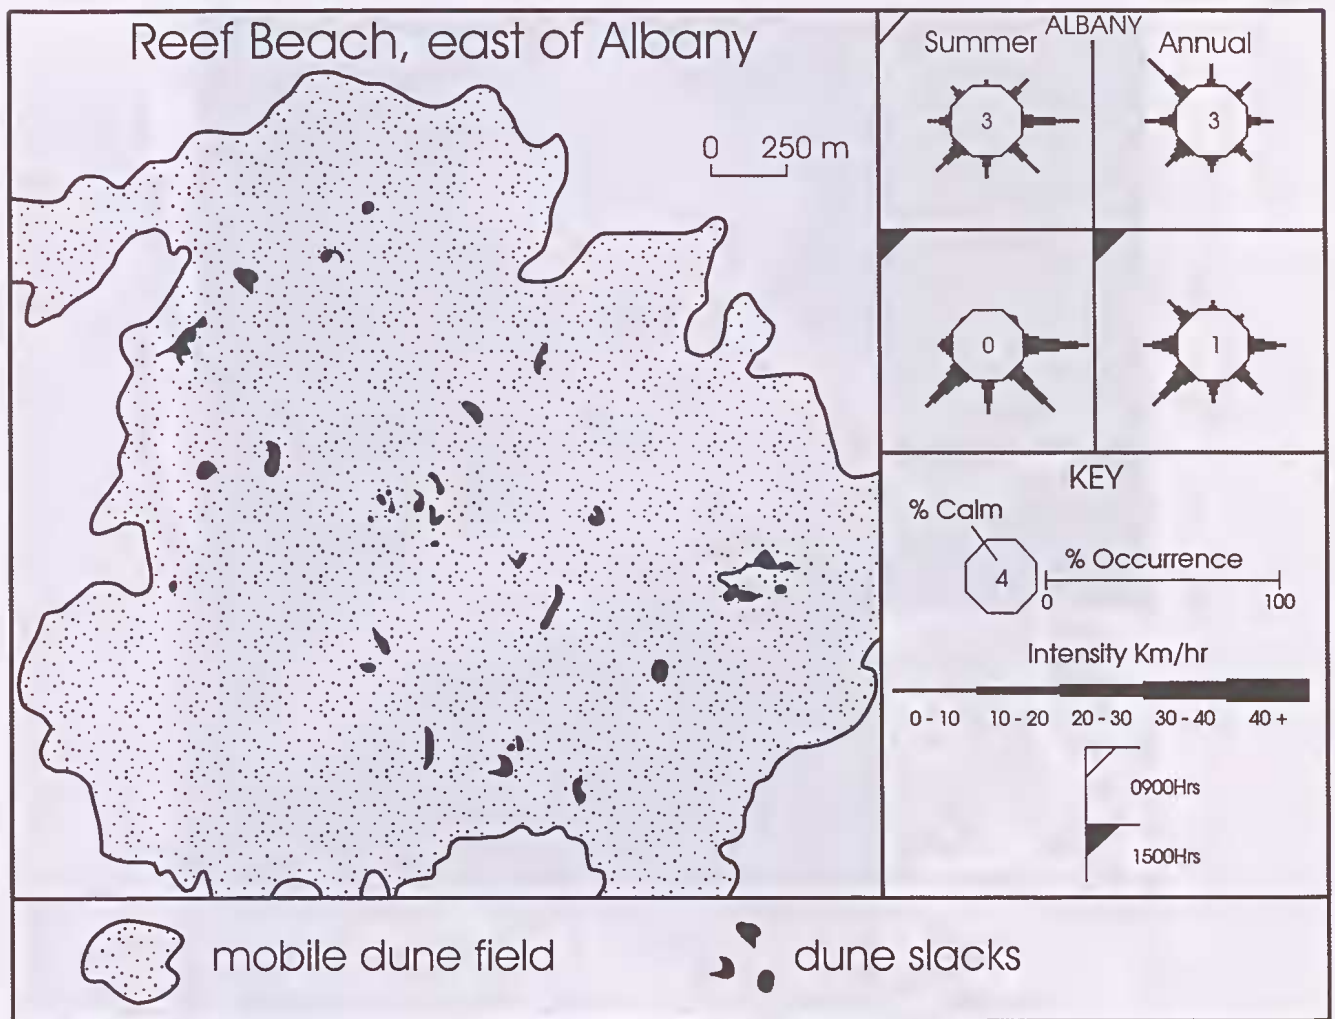 Reef Beach, east of Albany
0 250 m
ALBANY
Summer Annual
3 3
0 1
KEY
% Calm
4
% Occurrence
0 100
Intensity Km/hr
0 - 10 10 - 20 20 - 30 30 - 40 40 +
0900Hrs
1500Hrs
mobile dune field dune slacks